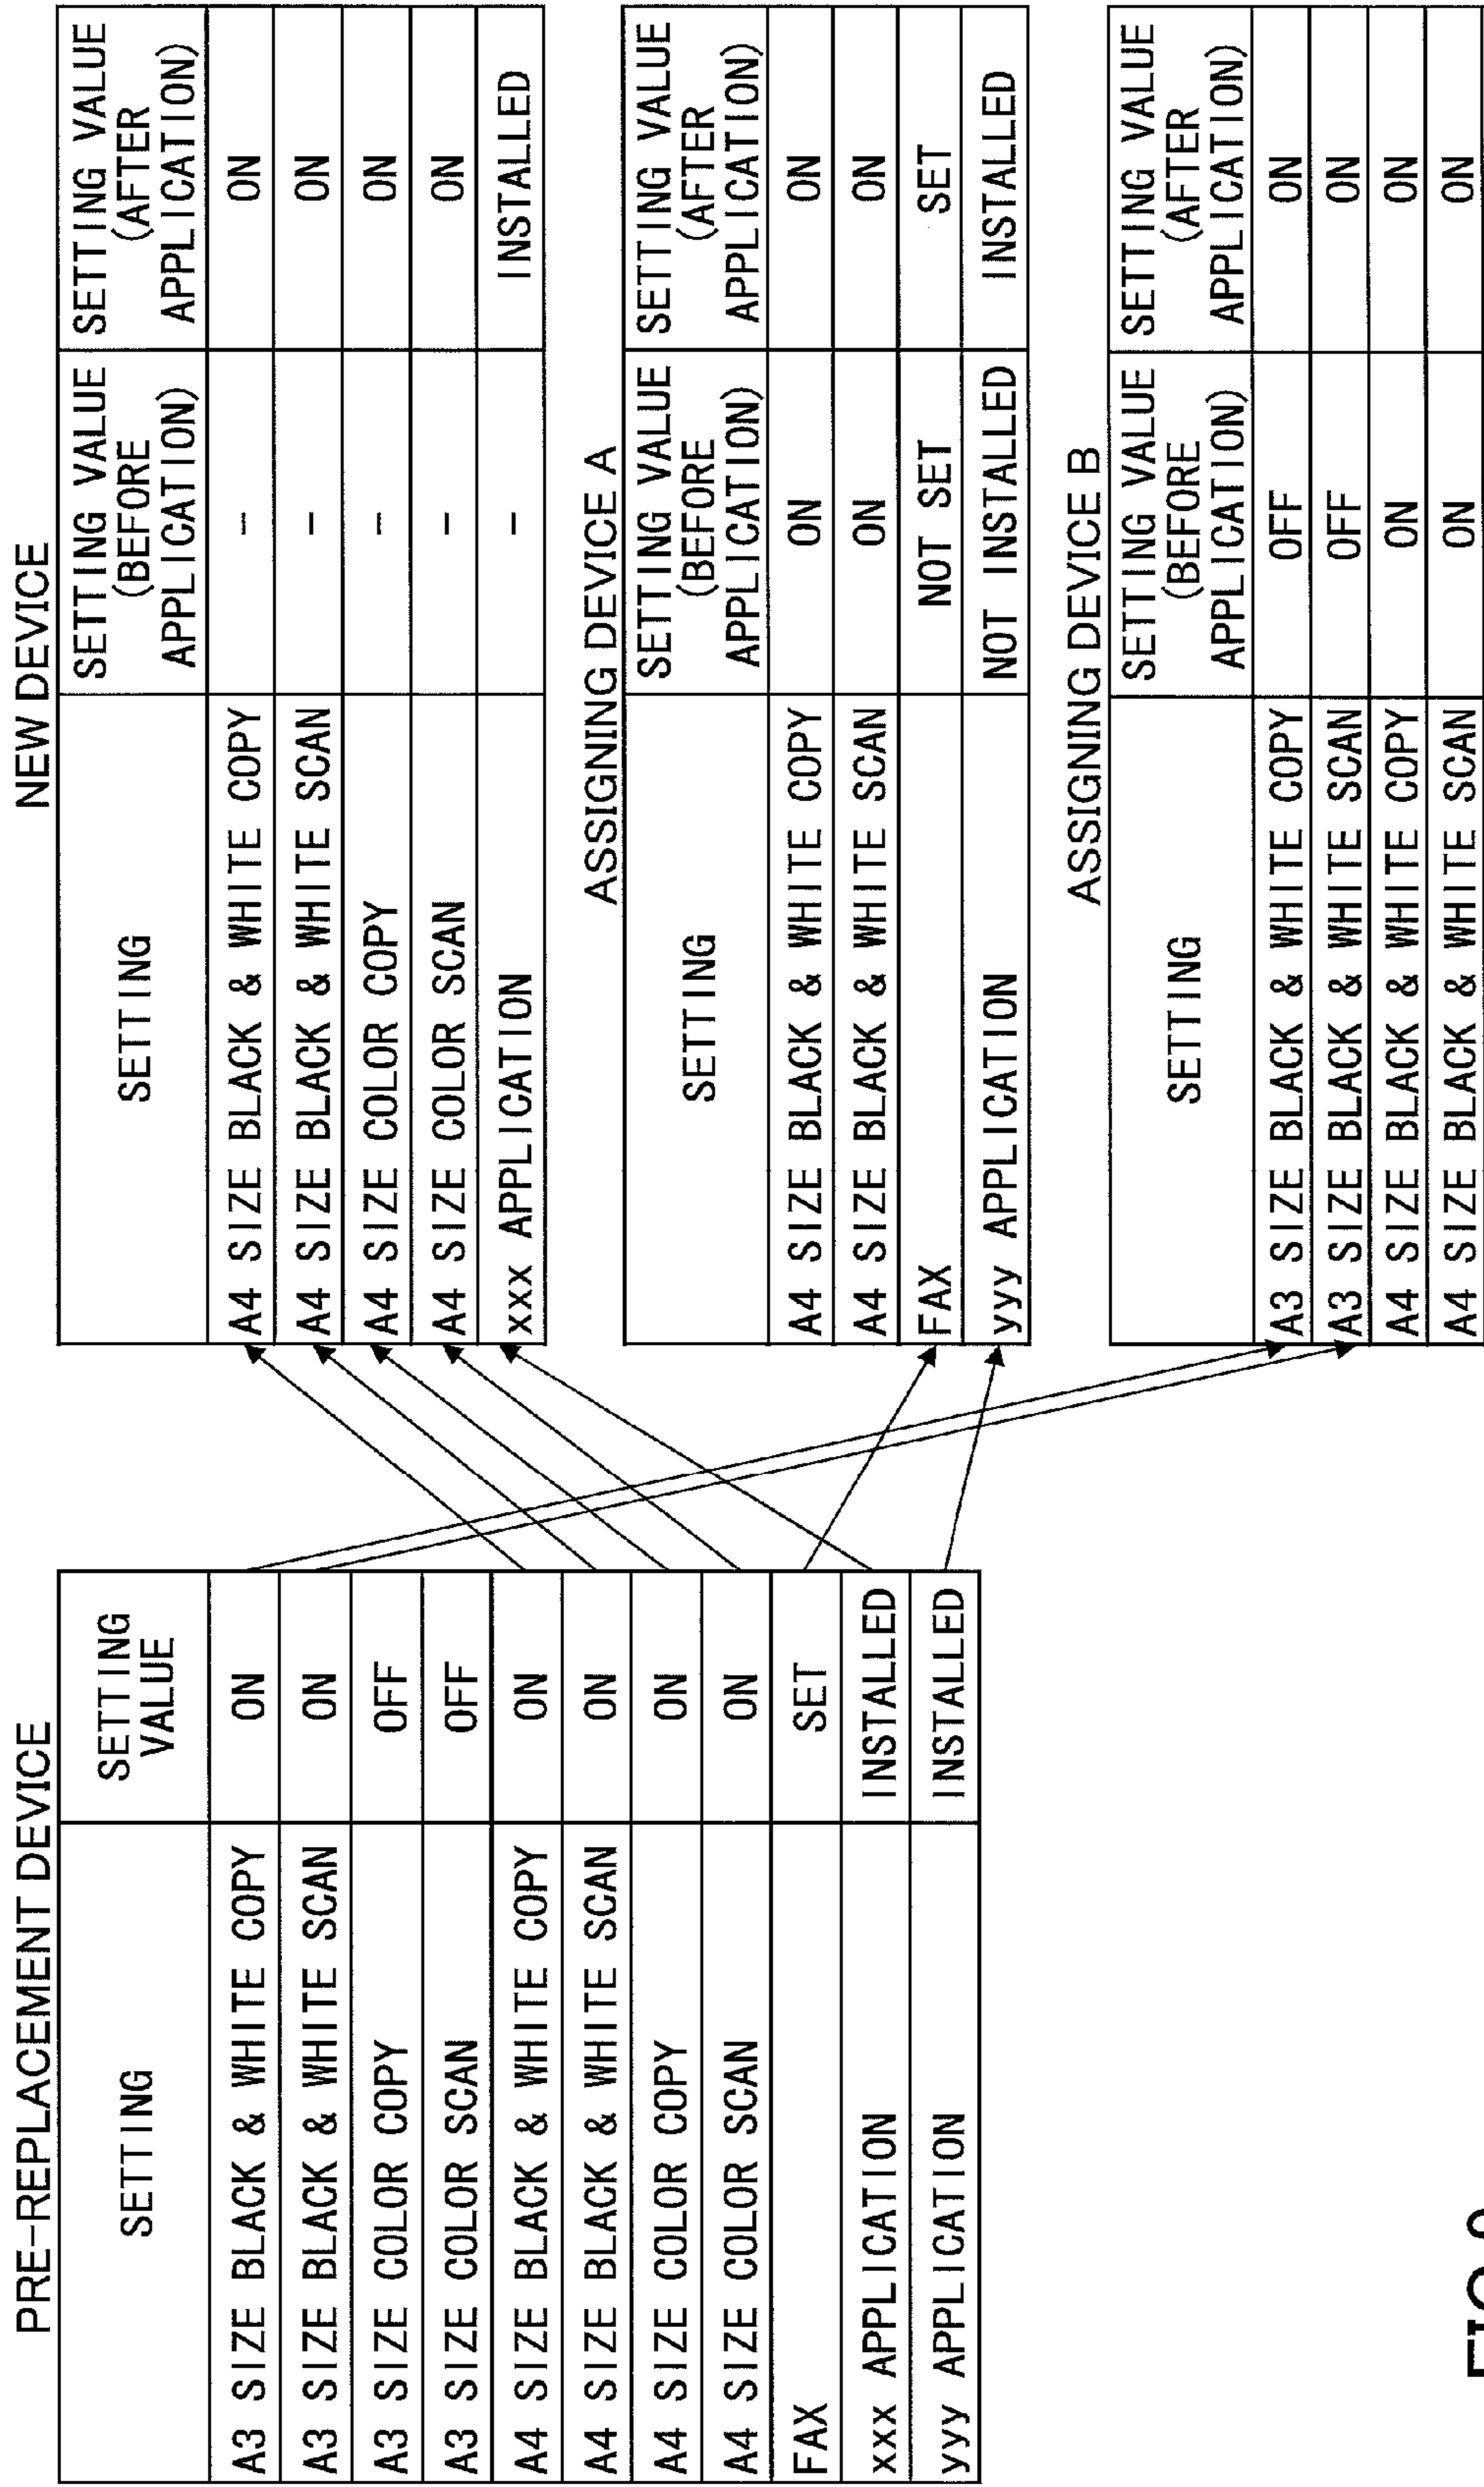 PRE-REPLACEMENT DEVICE
SETTING
SETTING
VALUE
A3 SIZE BLACK & WHITE COPY ON
A3 SIZE BLACK & WHITE SCAN ON
A3 SIZE COLOR COPY OFF
A3 SIZE COLOR SCAN OFF
A4 SIZE BLACK & WHITE COPY ON
A4 SIZE BLACK & WHITE SCAN ON
A4 SIZE COLOR COPY ON
A4 SIZE COLOR SCAN ON
FAX SET
xxx APPLICATION INSTALLED
yyy APPLICATION INSTALLED
NEW DEVICE
SETTING
SETTING VALUE
(BEFORE
APPLICATION)
SETTING VALUE
(AFTER
APPLICATION)
A4 SIZE BLACK & WHITE COPY - ON
A4 SIZE BLACK & WHITE SCAN - ON
A4 SIZE COLOR COPY - ON
A4 SIZE COLOR SCAN - ON
xxx APPLICATION - INSTALLED
ASSIGNING DEVICE A
SETTING
SETTING VALUE
(BEFORE
APPLICATION)
SETTING VALUE
(AFTER
APPLICATION)
A4 SIZE BLACK & WHITE COPY ON ON
A4 SIZE BLACK & WHITE SCAN ON ON
FAX NOT SET SET
yyy APPLICATION NOT INSTALLED INSTALLED
ASSIGNING DEVICE B
SETTING
SETTING VALUE
(BEFORE
APPLICATION)
SETTING VALUE
(AFTER
APPLICATION)
A3 SIZE BLACK & WHITE COPY OFF ON
A3 SIZE BLACK & WHITE SCAN OFF ON
A4 SIZE BLACK & WHITE COPY ON ON
A4 SIZE BLACK & WHITE SCAN ON ON